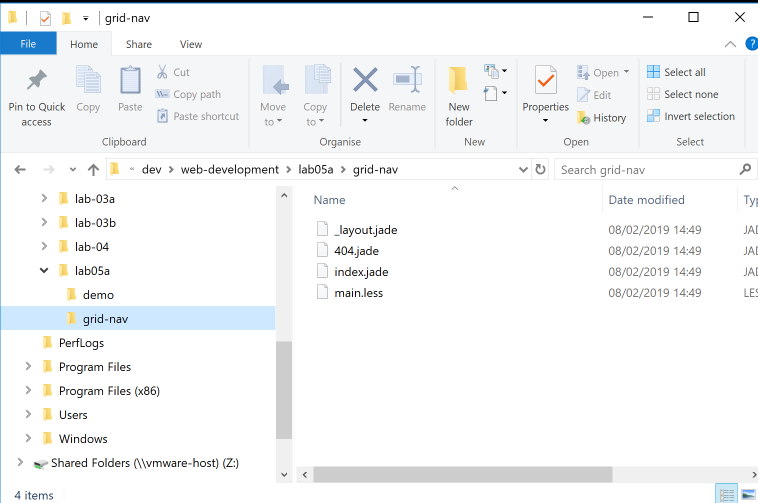 grid-nav
File Home Share View
Pin to Quick access
Copy
Paste
Cut
Copy path
Paste shortcut
Move to
Copy to
Delete
Rename
New folder
Properties
Open
Edit
History
Select all
Select none
Invert selection
Clipboard Organise New Open Select
« dev > web-development > lab05a > grid-nav
Search grid-nav
lab-03a
lab-03b
lab-04
lab05a
demo
grid-nav
PerfLogs
Program Files
Program Files (x86)
Users
Windows
Shared Folders (\\vmware-host) (Z:)
Name Date modified Ty
_layout.jade 08/02/2019 14:49 JAD
404.jade 08/02/2019 14:49 JAD
index.jade 08/02/2019 14:49 JAD
main.less 08/02/2019 14:49 LES
4 items